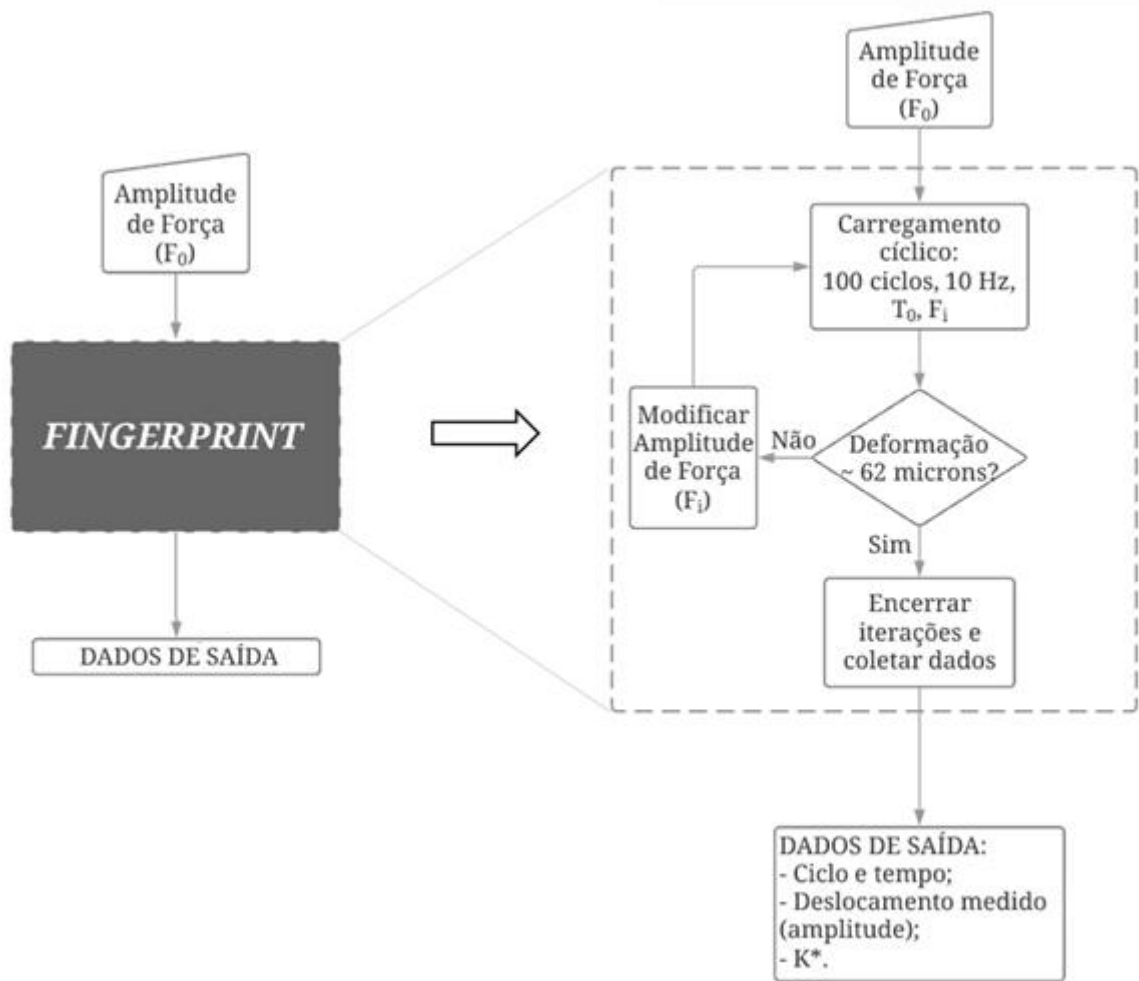 Amplitude
de Força
(F₀)
FINGERPRINT
DADOS DE SAÍDA
Amplitude
de Força
(F₀)
Carregamento
cíclico:
100 ciclos, 10 Hz,
T₀, Fᵢ
Modificar
Amplitude
de Força
(Fᵢ)
Não
Deformação
~ 62 microns?
Sim
Encerrar
iterações e
coletar dados
DADOS DE SAÍDA:
- Ciclo e tempo;
- Deslocamento medido
(amplitude);
- K*.